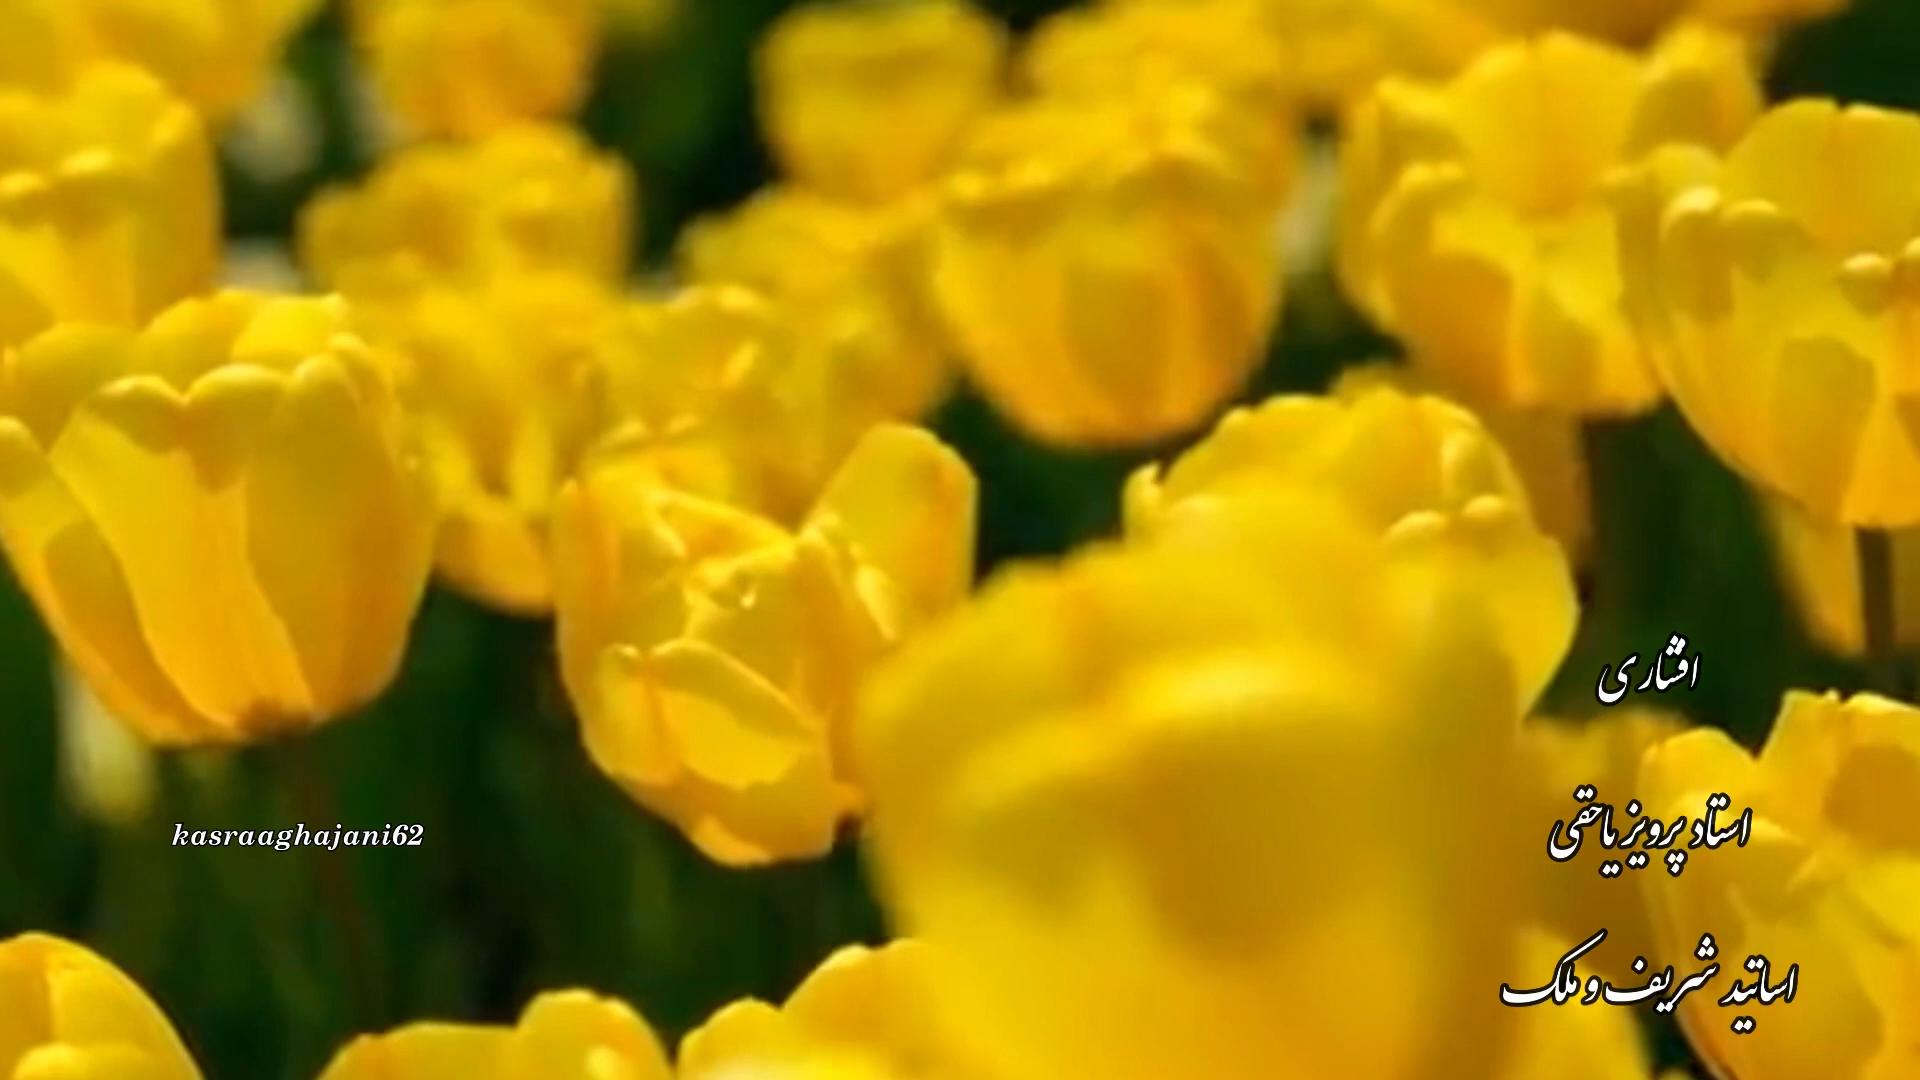 افشاری
استاد پرویز یاحقی
kasraaghajani62
اساتید شریف و ملک